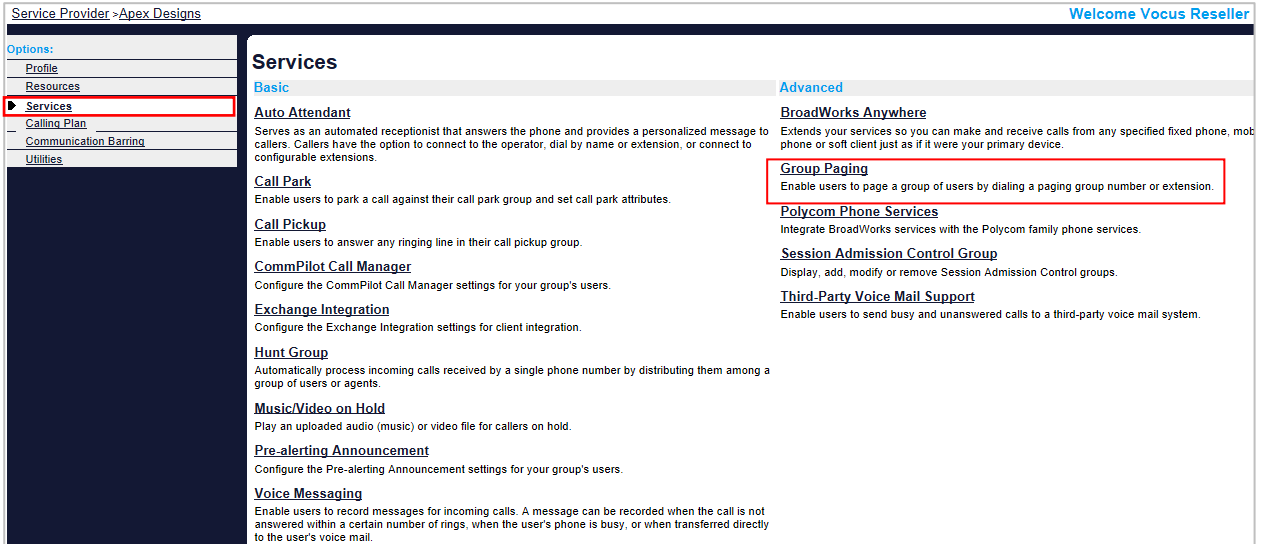 Service Provider >Apex Designs
Welcome Vocus Reseller
Options:
Profile
Resources
Services
Calling Plan
Communication Barring
Utilities
Services
Basic
Auto Attendant
Serves as an automated receptionist that answers the phone and provides a personalized message to
callers. Callers have the option to connect to the operator, dial by name or extension, or connect to
configurable extensions.
Call Park
Enable users to park a call against their call park group and set call park attributes.
Call Pickup
Enable users to answer any ringing line in their call pickup group.
CommPilot Call Manager
Configure the CommPilot Call Manager settings for your group's users.
Exchange Integration
Configure the Exchange Integration settings for client integration.
Hunt Group
Automatically process incoming calls received by a single phone number by distributing them among a
group of users or agents.
Music/Video on Hold
Play an uploaded audio (music) or video file for callers on hold.
Pre-alerting Announcement
Configure the Pre-alerting Announcement settings for your group's users.
Voice Messaging
Enable users to record messages for incoming calls. A message can be recorded when the call is not
answered within a certain number of rings, when the user's phone is busy, or when transferred directly
to the user's voice mail.
Advanced
BroadWorks Anywhere
Extends your services so you can make and receive calls from any specified fixed phone, mob
phone or soft client just as if it were your primary device.
Group Paging
Enable users to page a group of users by dialing a paging group number or extension.
Polycom Phone Services
Integrate BroadWorks services with the Polycom family phone services.
Session Admission Control Group
Display, add, modify or remove Session Admission Control groups.
Third-Party Voice Mail Support
Enable users to send busy and unanswered calls to a third-party voice mail system.